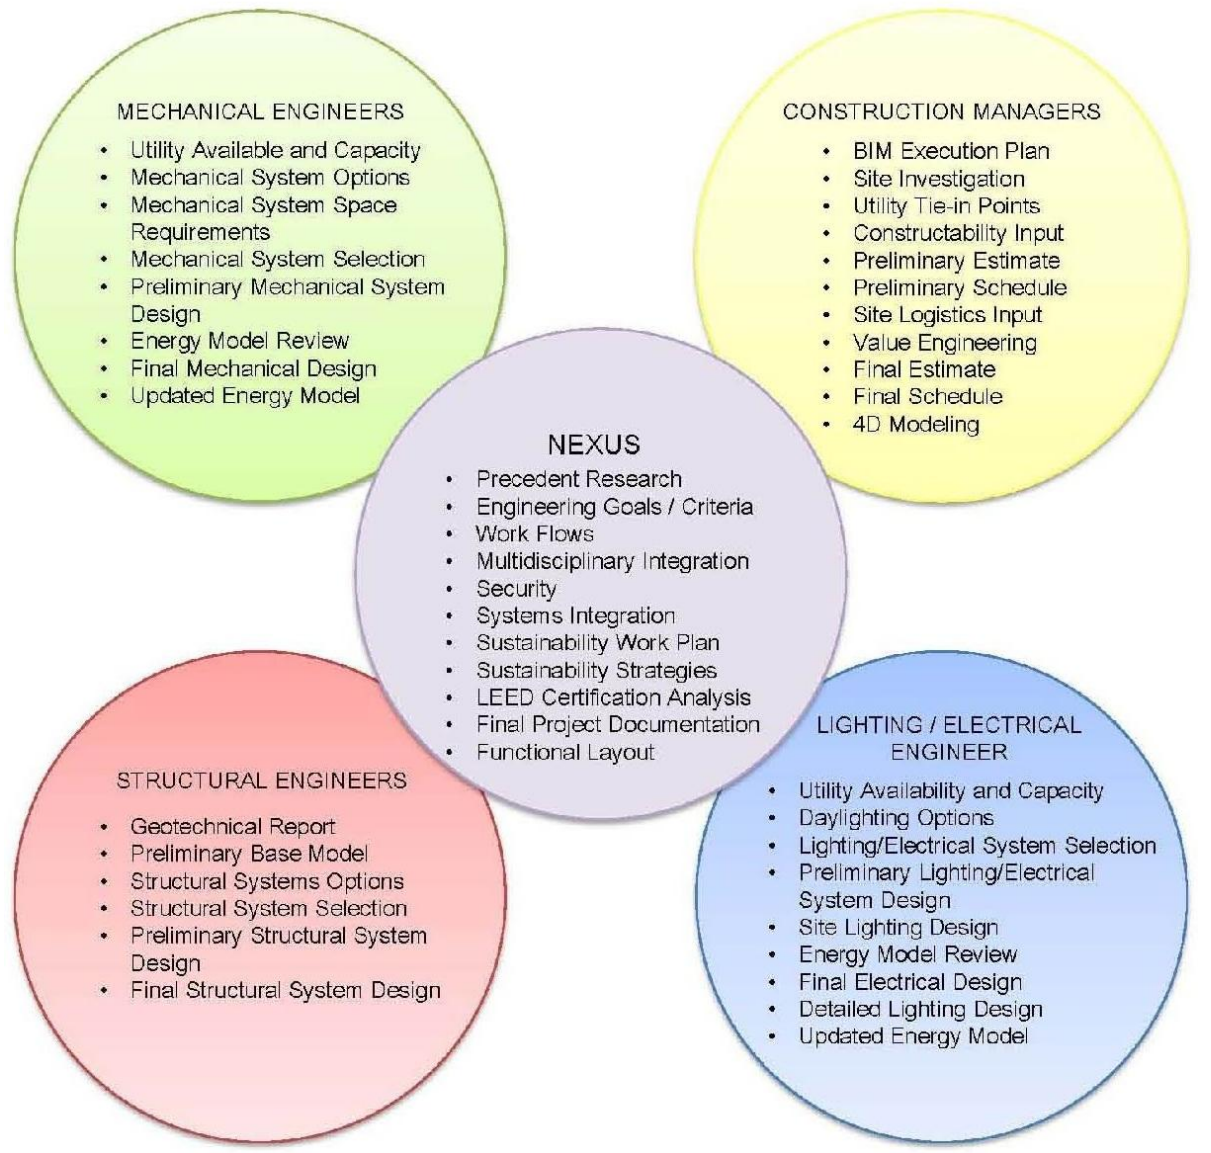 MECHANICAL ENGINEERS
• Utility Available and Capacity
• Mechanical System Options
• Mechanical System Space
Requirements
• Mechanical System Selection
• Preliminary Mechanical System
Design
• Energy Model Review
• Final Mechanical Design
• Updated Energy Model
CONSTRUCTION MANAGERS
• BIM Execution Plan
• Site Investigation
• Utility Tie-in Points
• Constructability Input
• Preliminary Estimate
• Preliminary Schedule
• Site Logistics Input
• Value Engineering
• Final Estimate
• Final Schedule
• 4D Modeling
NEXUS
• Precedent Research
• Engineering Goals / Criteria
• Work Flows
• Multidisciplinary Integration
• Security
• Systems Integration
• Sustainability Work Plan
• Sustainability Strategies
• LEED Certification Analysis
• Final Project Documentation
• Functional Layout
STRUCTURAL ENGINEERS
• Geotechnical Report
• Preliminary Base Model
• Structural Systems Options
• Structural System Selection
• Preliminary Structural System
Design
• Final Structural System Design
LIGHTING / ELECTRICAL
ENGINEER
• Utility Availability and Capacity
• Daylighting Options
• Lighting/Electrical System Selection
• Preliminary Lighting/Electrical
System Design
• Site Lighting Design
• Energy Model Review
• Final Electrical Design
• Detailed Lighting Design
• Updated Energy Model